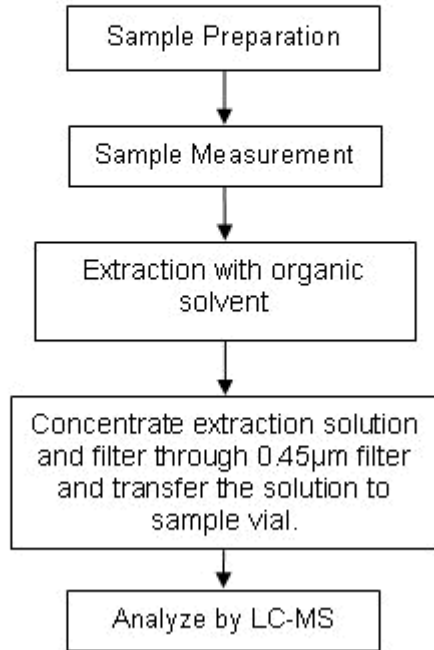 Sample Preparation
Sample Measurement
Extraction with organic
solvent
Concentrate extraction solution
and filter through 0.45µm filter
and transfer the solution to
sample vial.
Analyze by LC-MS